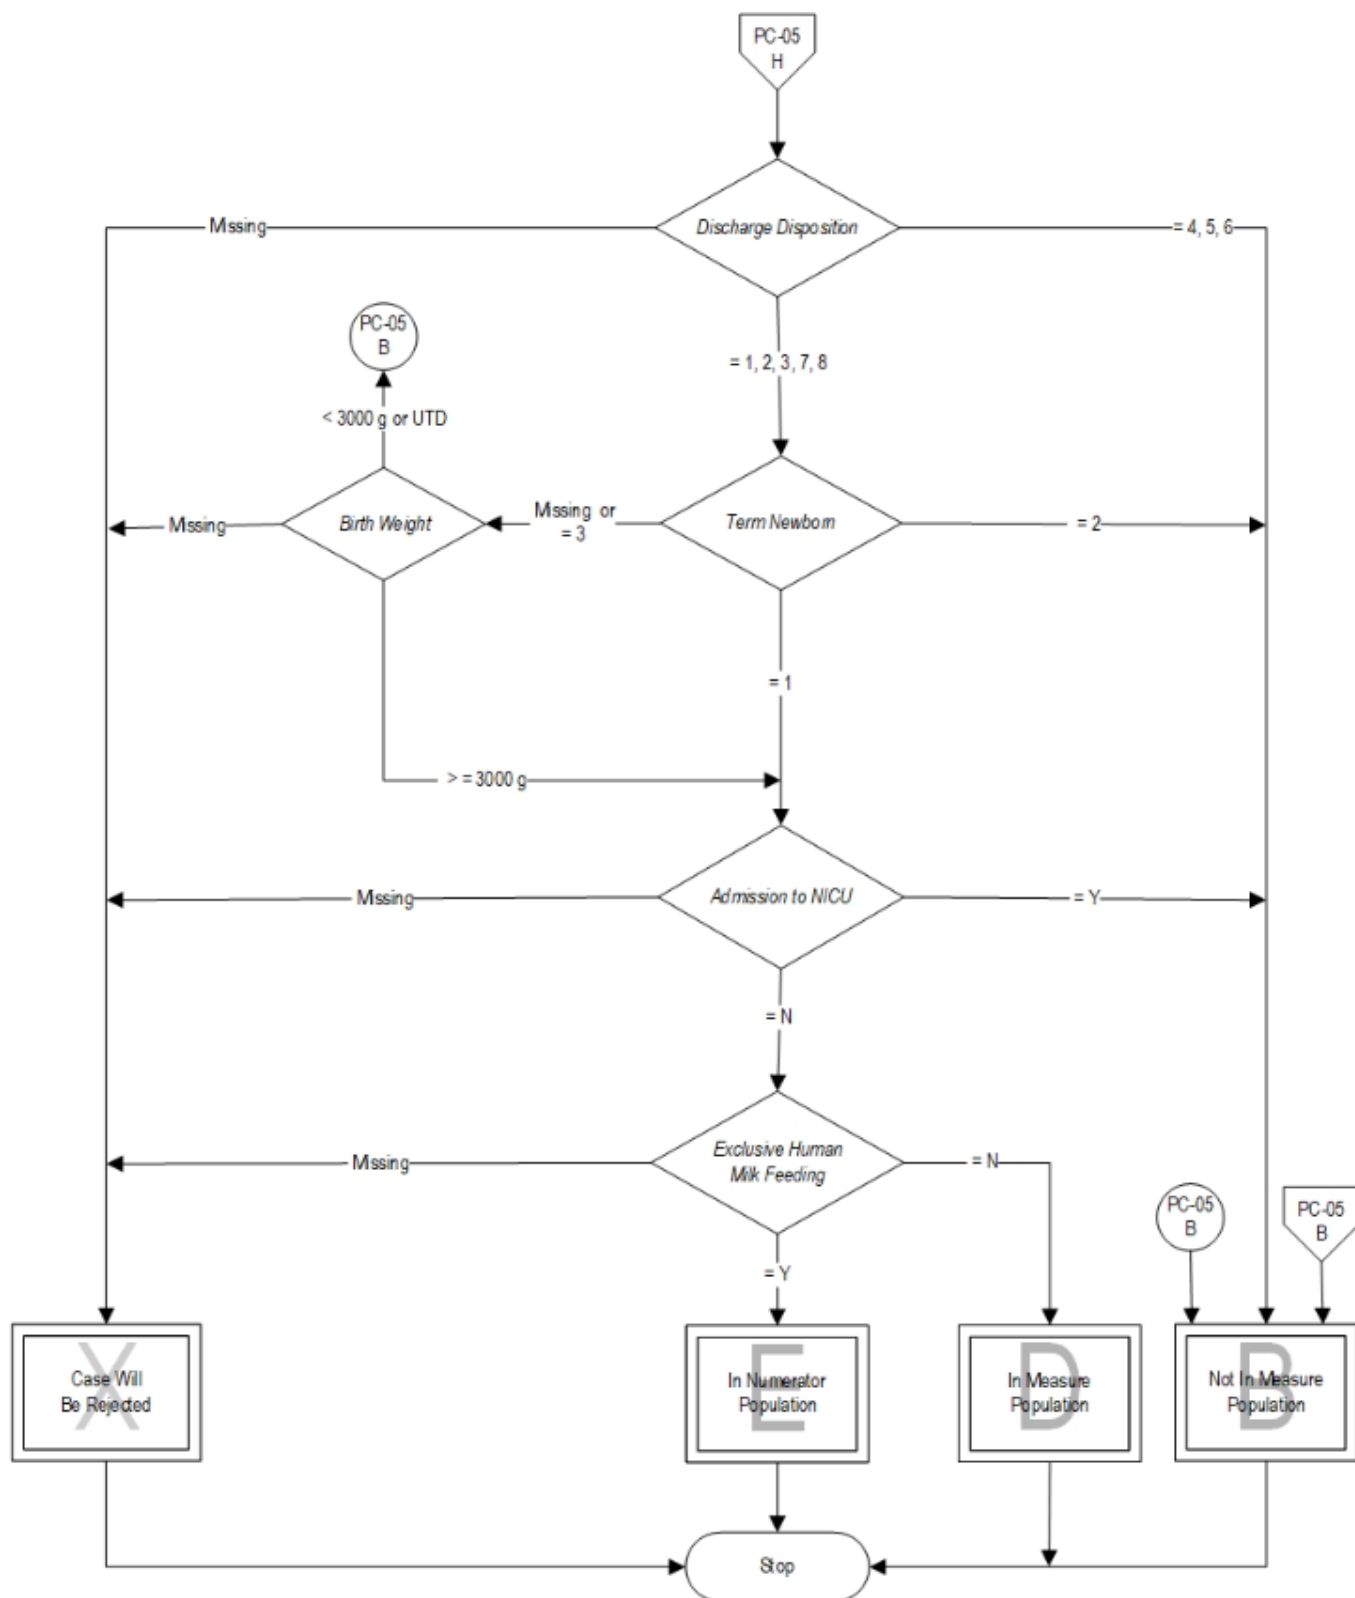 PC-05
H
Discharge Disposition
Missing
= 4, 5, 6
PC-05
B
= 1, 2, 3, 7, 8
< 3000 g or UTD
Birth Weight
Missing
Missing or
= 3
Term Newborn
= 2
= 1
> = 3000 g
Admission to NICU
Missing
= Y
= N
Exclusive Human
Milk Feeding
Missing
= N
= Y
PC-05
B
PC-05
B
X
Case Will
Be Rejected
E
In Numerator
Population
D
In Measure
Population
B
Not In Measure
Population
Stop